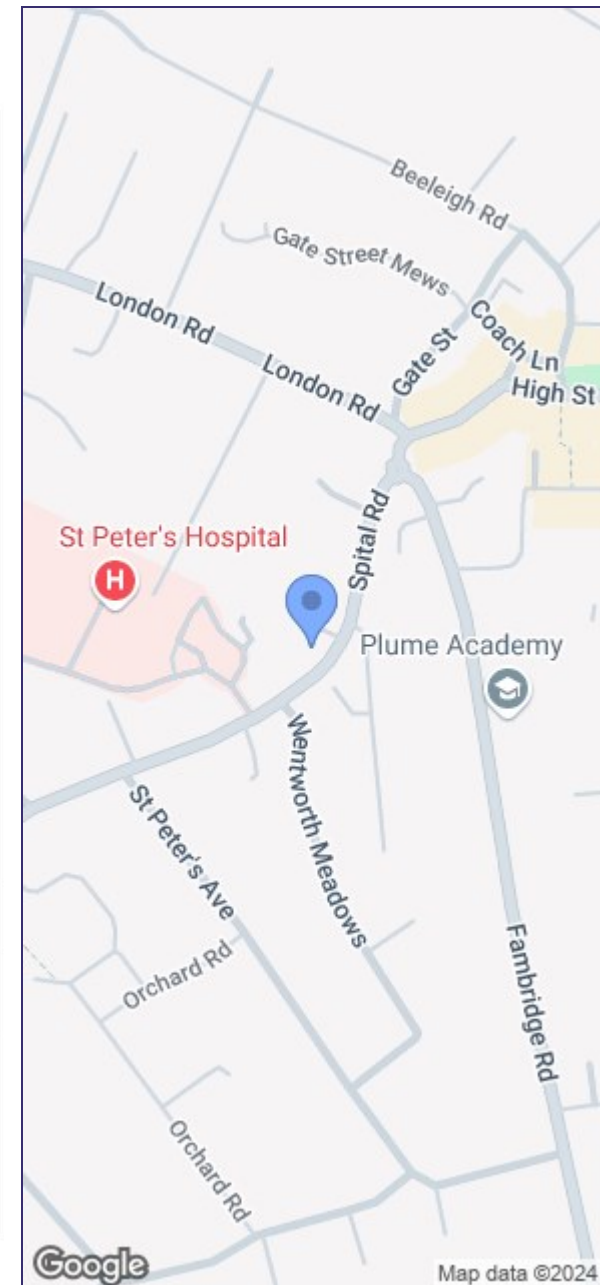 Beeleigh Rd
Gate Street Mews
London Rd
London Rd
Gate St
Coach Ln
High St
Spital Rd
St Peter's Hospital
H
Plume Academy
Wentworth Meadows
St Peter's Ave
Orchard Rd
Fambridge Rd
Orchard Rd
Google
Map data ©2024